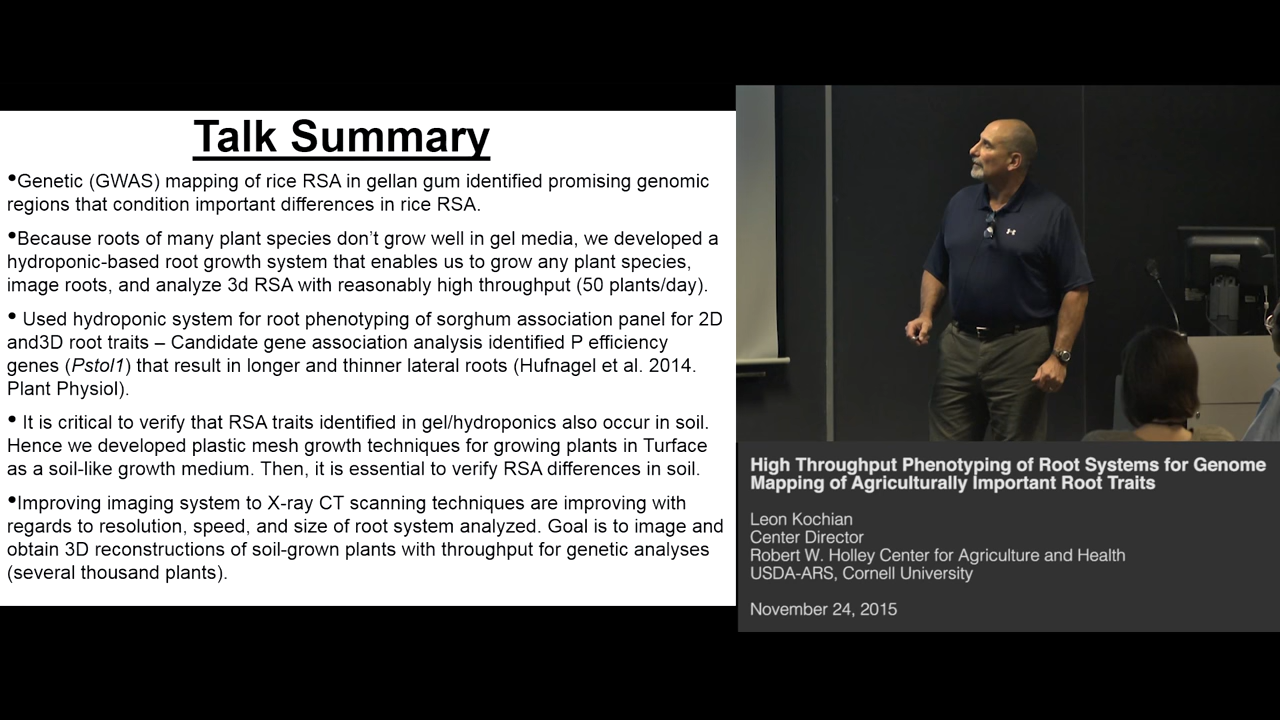 Talk Summary
•Genetic (GWAS) mapping of rice RSA in gellan gum identified promising genomic
regions that condition important differences in rice RSA.
•Because roots of many plant species don’t grow well in gel media, we developed a
hydroponic-based root growth system that enables us to grow any plant species,
image roots, and analyze 3d RSA with reasonably high throughput (50 plants/day).
• Used hydroponic system for root phenotyping of sorghum association panel for 2D
and3D root traits – Candidate gene association analysis identified P efficiency
genes (Pstol1) that result in longer and thinner lateral roots (Hufnagel et al. 2014.
Plant Physiol).
• It is critical to verify that RSA traits identified in gel/hydroponics also occur in soil.
Hence we developed plastic mesh growth techniques for growing plants in Turface
as a soil-like growth medium. Then, it is essential to verify RSA differences in soil.
•Improving imaging system to X-ray CT scanning techniques are improving with
regards to resolution, speed, and size of root system analyzed. Goal is to image and
obtain 3D reconstructions of soil-grown plants with throughput for genetic analyses
(several thousand plants).
High Throughput Phenotyping of Root Systems for Genome
Mapping of Agriculturally Important Root Traits
Leon Kochian
Center Director
Robert W. Holley Center for Agriculture and Health
USDA-ARS, Cornell University
November 24, 2015